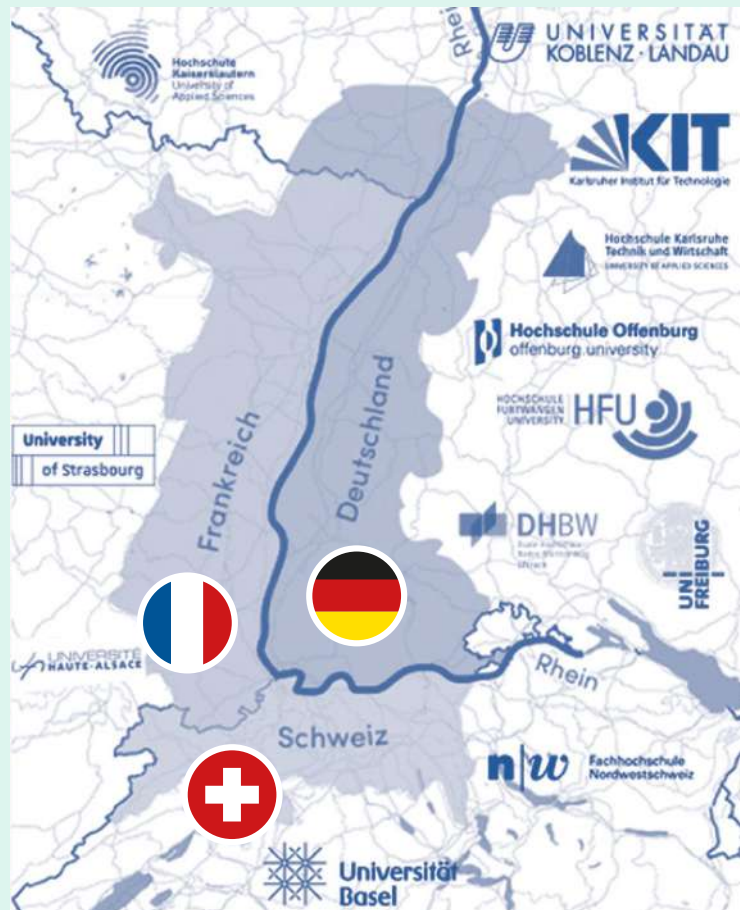 Rhein
UNIVERSITÄT
KOBLENZ · LANDAU
Hochschule
Kaiserslautern
University of
Applied Sciences
KIT
Karlsruher Institut für Technologie
Hochschule Karlsruhe
Technik und Wirtschaft
UNIVERSITY OF APPLIED SCIENCES
Hochschule Offenburg
offenburg.university
HOCHSCHULE
FURTWANGEN
UNIVERSITY
HFU
Deutschland
Frankreich
University
of Strasbourg
DHBW
UNI
FREIBURG
UNIVERSITÉ
HAUTE-ALSACE
Rhein
Schweiz
n|w
Fachhochschule
Nordwestschweiz
Universität
Basel